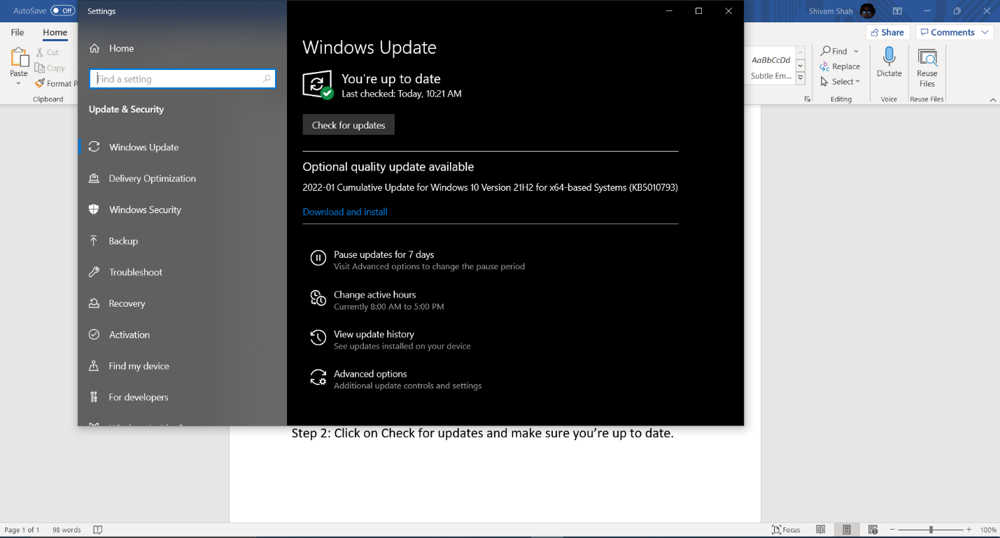 AutoSave Off
Shivam Shah
File
Home
Share
Comments
Paste
Cut
Copy
Format
Clipboard
AaBbCcDd
Subtle Em...
Find
Replace
Select
Editing
Dictate
Voice
Reuse
Files
Reuse Files
Settings
Home
Find a setting
Update & Security
Windows Update
Delivery Optimization
Windows Security
Backup
Troubleshoot
Recovery
Activation
Find my device
For developers
Windows Update
You're up to date
Last checked: Today, 10:21 AM
Check for updates
Optional quality update available
2022-01 Cumulative Update for Windows 10 Version 21H2 for x64-based Systems (KB5010793)
Download and install
Pause updates for 7 days
Visit Advanced options to change the pause period
Change active hours
Currently 8:00 AM to 5:00 PM
View update history
See updates installed on your device
Advanced options
Additional update controls and settings
Step 2: Click on Check for updates and make sure you’re up to date.
Page 1 of 1
98 words
Focus
100%